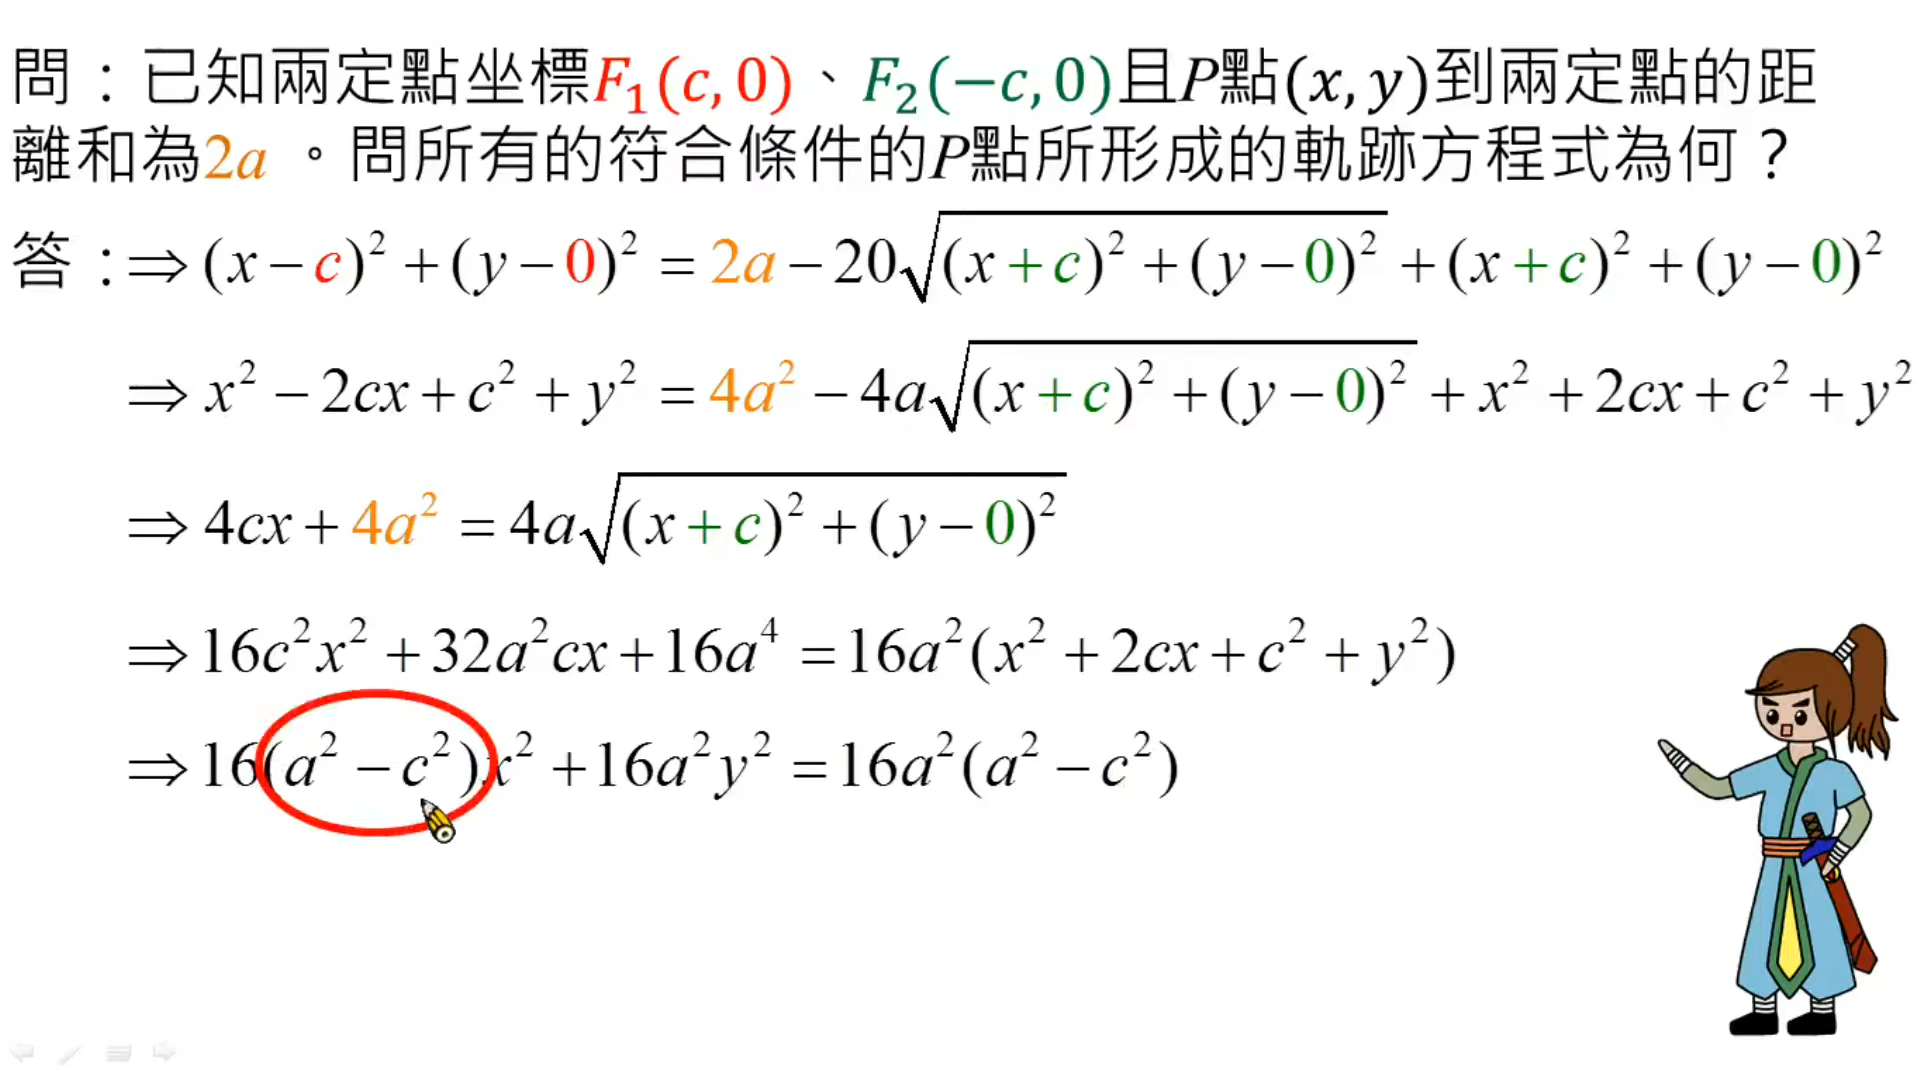 問：已知兩定點坐標F₁(c,0)、F₂(−c,0)且P點(x,y)到兩定點的距
離和為2a。問所有的符合條件的P點所形成的軌跡方程式為何？
答：⇒(x−c)²+(y−0)²=2a−20√((x+c)²+(y−0)²)+(x+c)²+(y−0)²
⇒x²−2cx+c²+y²=4a²−4a√((x+c)²+(y−0)²)+x²+2cx+c²+y²
⇒4cx+4a²=4a√((x+c)²+(y−0)²)
⇒16c²x²+32a²cx+16a⁴=16a²(x²+2cx+c²+y²)
⇒16(a²−c²)x²+16a²y²=16a²(a²−c²)